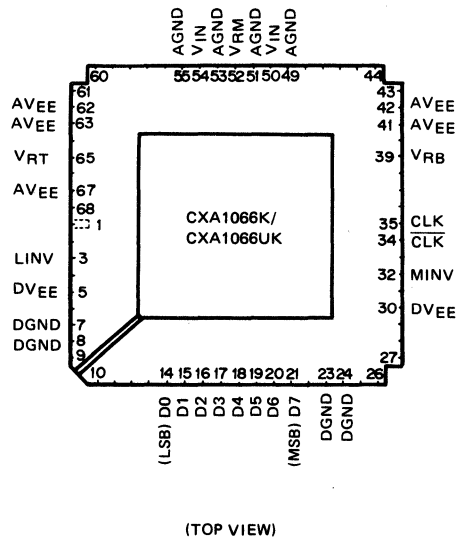 AGND
VIN
AGND
VRM
AGND
VIN
AGND
60 55 54 53 52 51 50 49 44
61 43
AVEE 62 42 AVEE
AVEE 63 41 AVEE
VRT 65 39 VRB
AVEE 67
68
1 35 CLK
34 CLK
CXA1066K/
CXA1066UK
LINV 3 32 MINV
DVEE 5 30 DVEE
DGND 7
DGND 8
9 27
10 14 15 16 17 18 19 20 21 23 24 26
(LSB) D0
D1
D2
D3
D4
D5
D6
(MSB) D7
DGND
DGND
(TOP VIEW)